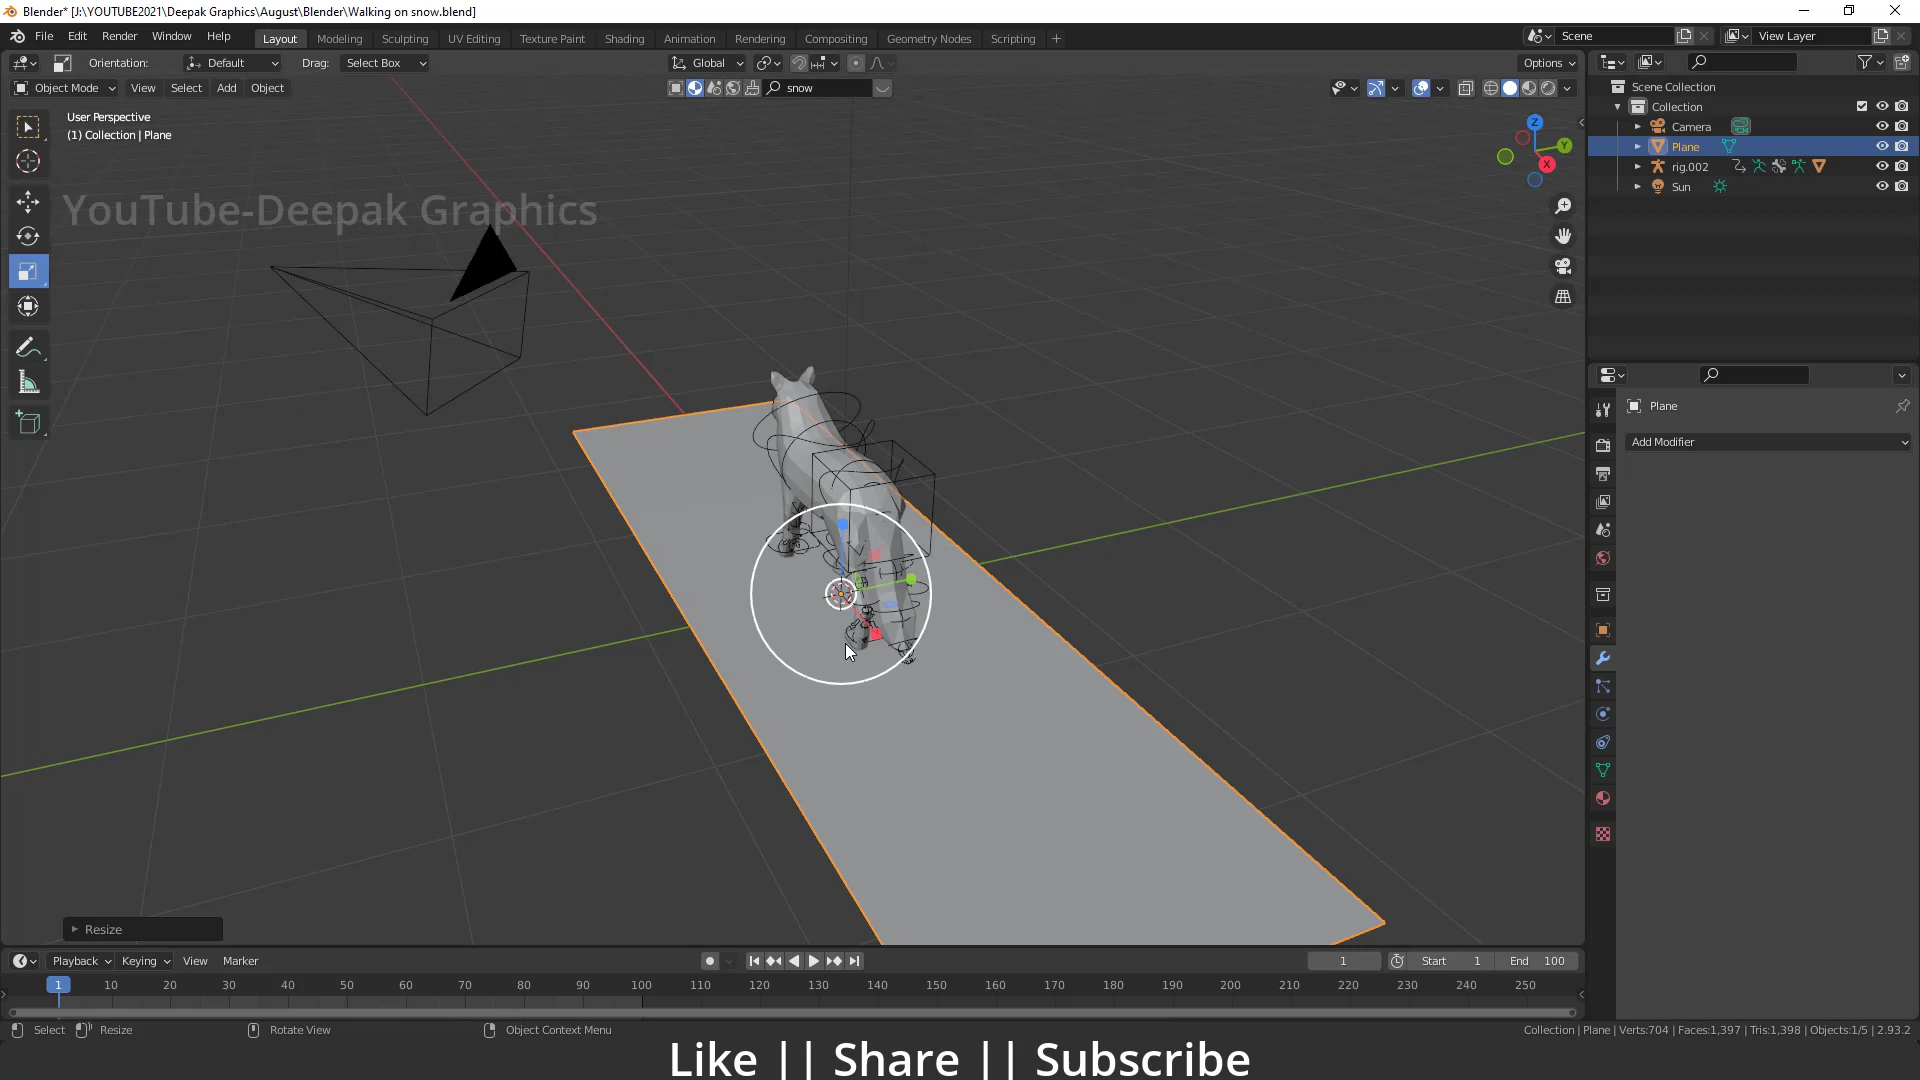 Blender* [J:\YOUTUBE2021\Deepak Graphics\August\Blender\Walking on snow.blend]
File Edit Render Window Help Layout Modeling Sculpting UV Editing Texture Paint Shading Animation Rendering Compositing Geometry Nodes Scripting Scene View Layer
Orientation: Default Drag: Select Box Global Options
Object Mode View Select Add Object snow
User Perspective
(1) Collection | Plane
YouTube-Deepak Graphics
Z
Y
X
Scene Collection
Collection
Camera
Plane
rig.002
Sun
Plane
Add Modifier
Resize
Playback Keying View Marker 1 Start 1 End 100
1 10 20 30 40 50 60 70 80 90 100 110 120 130 140 150 160 170 180 190 200 210 220 230 240 250
Select Resize Rotate View Object Context Menu Collection | Plane | Verts:704 | Faces:1,397 | Tris:1,398 | Objects:1/5 | 2.93.2
Like || Share || Subscribe